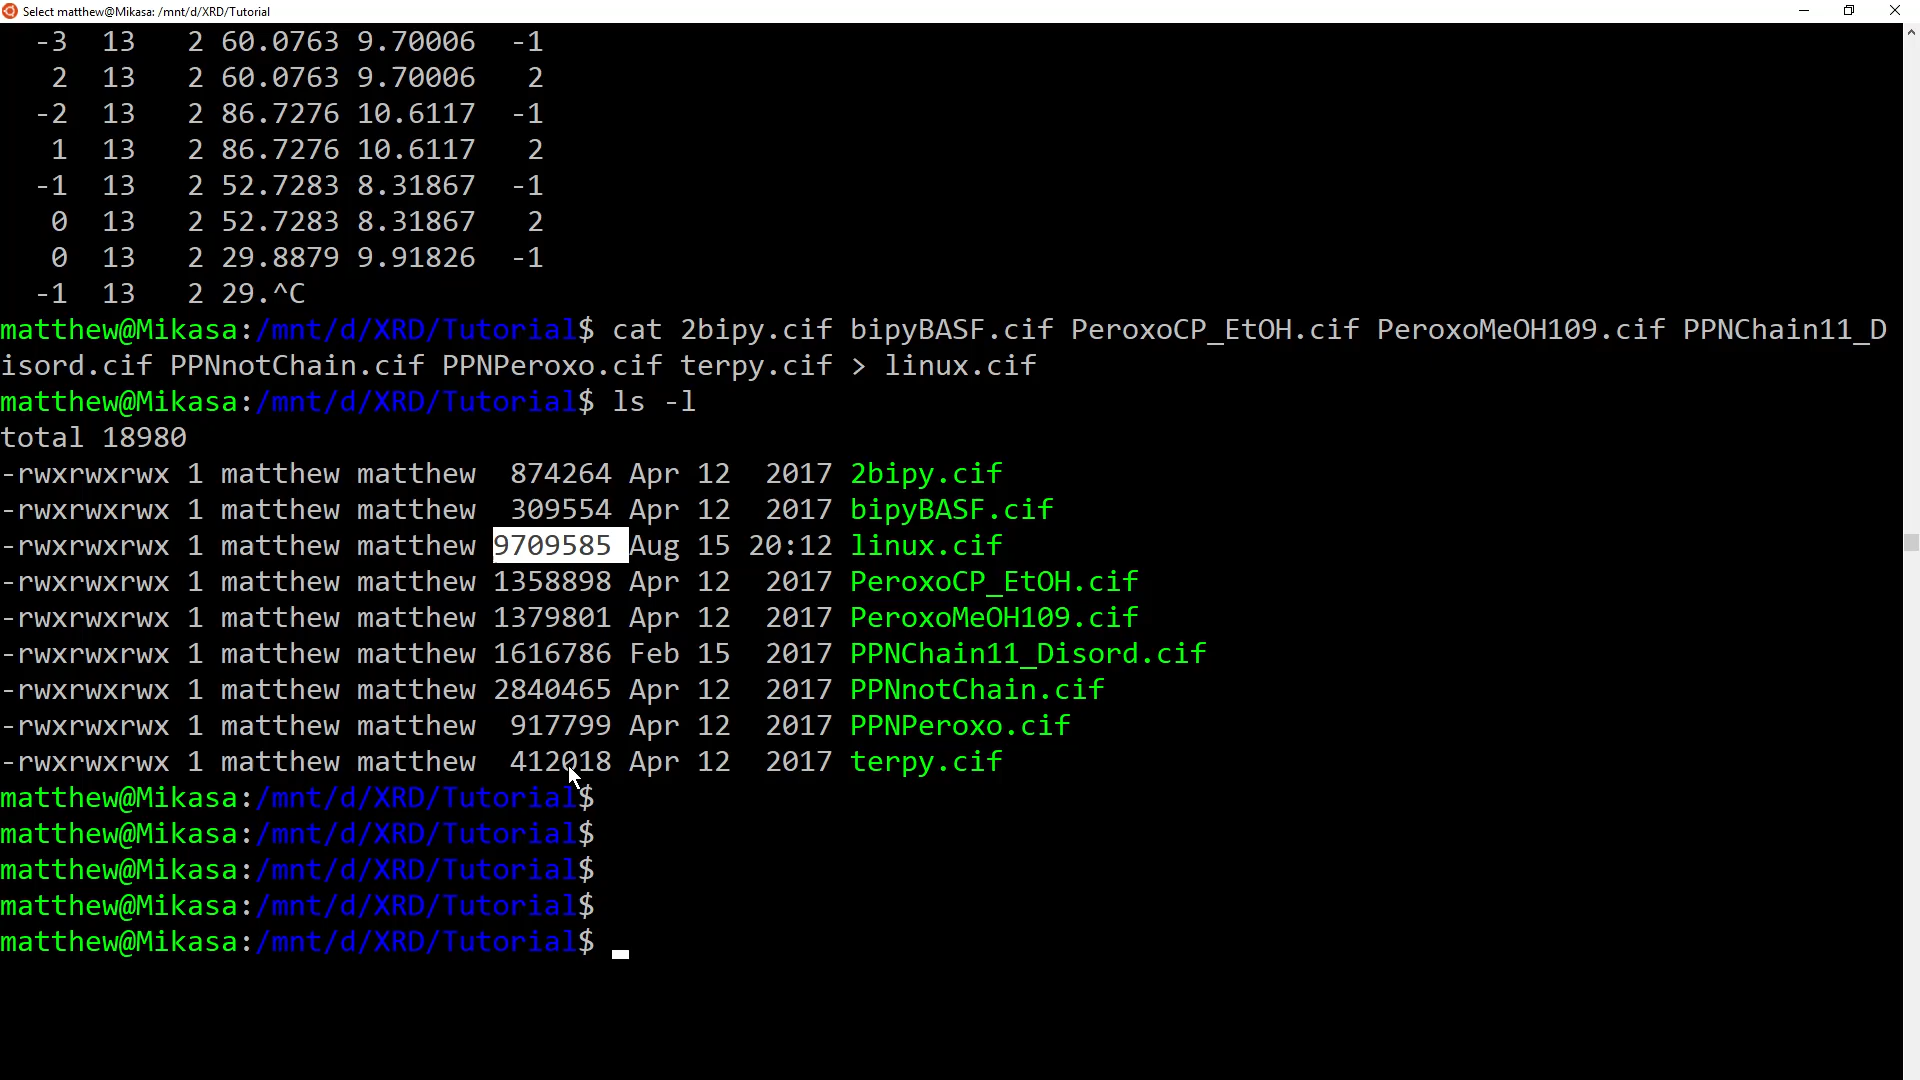 Select matthew@Mikasa: /mnt/d/XRD/Tutorial
-3 13 2 60.0763 9.70006 -1
2 13 2 60.0763 9.70006 2
-2 13 2 86.7276 10.6117 -1
1 13 2 86.7276 10.6117 2
-1 13 2 52.7283 8.31867 -1
0 13 2 52.7283 8.31867 2
0 13 2 29.8879 9.91826 -1
-1 13 2 29.^C
matthew@Mikasa:/mnt/d/XRD/Tutorial$ cat 2bipy.cif bipyBASF.cif PeroxoCP_EtOH.cif PeroxoMeOH109.cif PPNChain11_D
isord.cif PPNnotChain.cif PPNPeroxo.cif terpy.cif > linux.cif
matthew@Mikasa:/mnt/d/XRD/Tutorial$ ls -l
total 18980
-rwxrwxrwx 1 matthew matthew 874264 Apr 12 2017 2bipy.cif
-rwxrwxrwx 1 matthew matthew 309554 Apr 12 2017 bipyBASF.cif
-rwxrwxrwx 1 matthew matthew 9709585 Aug 15 20:12 linux.cif
-rwxrwxrwx 1 matthew matthew 1358898 Apr 12 2017 PeroxoCP_EtOH.cif
-rwxrwxrwx 1 matthew matthew 1379801 Apr 12 2017 PeroxoMeOH109.cif
-rwxrwxrwx 1 matthew matthew 1616786 Feb 15 2017 PPNChain11_Disord.cif
-rwxrwxrwx 1 matthew matthew 2840465 Apr 12 2017 PPNnotChain.cif
-rwxrwxrwx 1 matthew matthew 917799 Apr 12 2017 PPNPeroxo.cif
-rwxrwxrwx 1 matthew matthew 412018 Apr 12 2017 terpy.cif
matthew@Mikasa:/mnt/d/XRD/Tutorial$
matthew@Mikasa:/mnt/d/XRD/Tutorial$
matthew@Mikasa:/mnt/d/XRD/Tutorial$
matthew@Mikasa:/mnt/d/XRD/Tutorial$
matthew@Mikasa:/mnt/d/XRD/Tutorial$